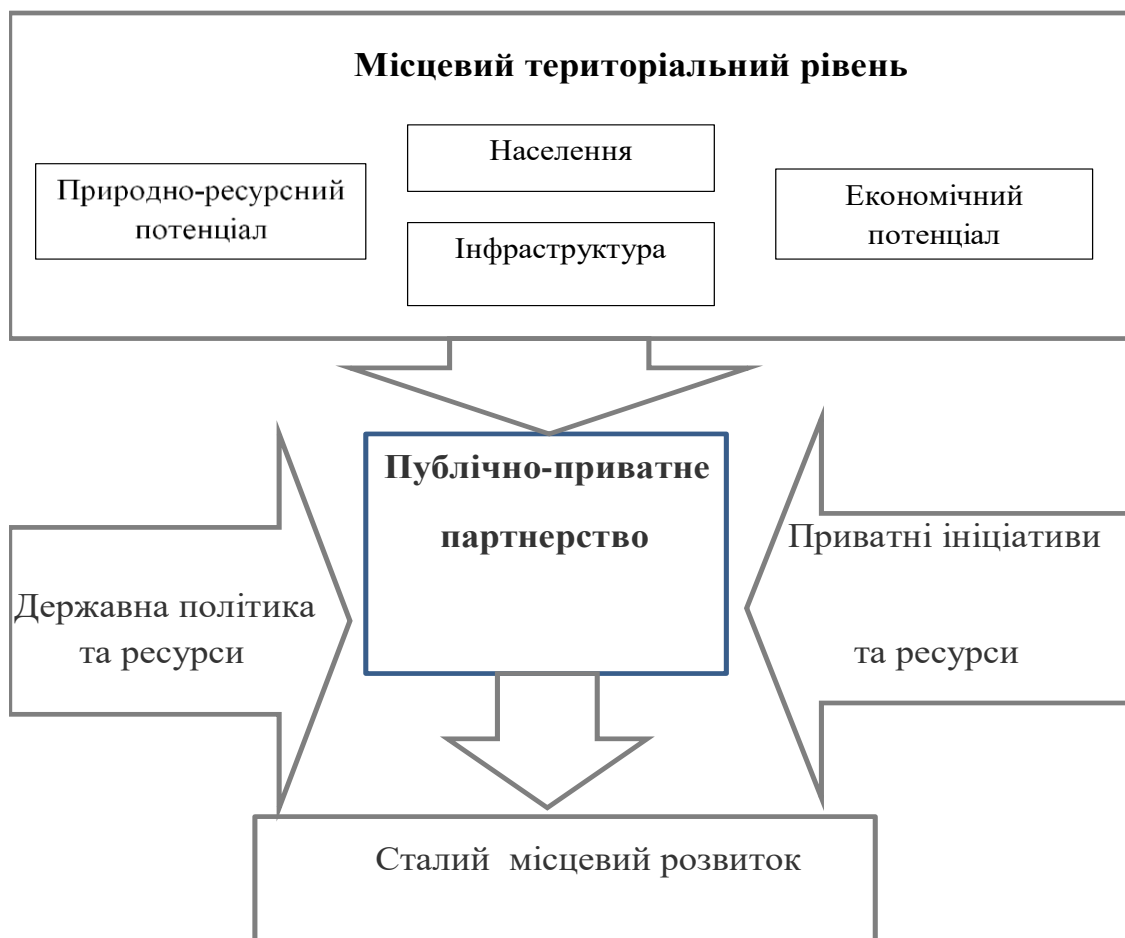 Місцевий територіальний рівень
Населення
Природно-ресурсний
потенціал
Інфраструктура
Економічний
потенціал
Публічно-приватне
партнерство
Державна політика
та ресурси
Приватні ініціативи
та ресурси
Сталий місцевий розвиток